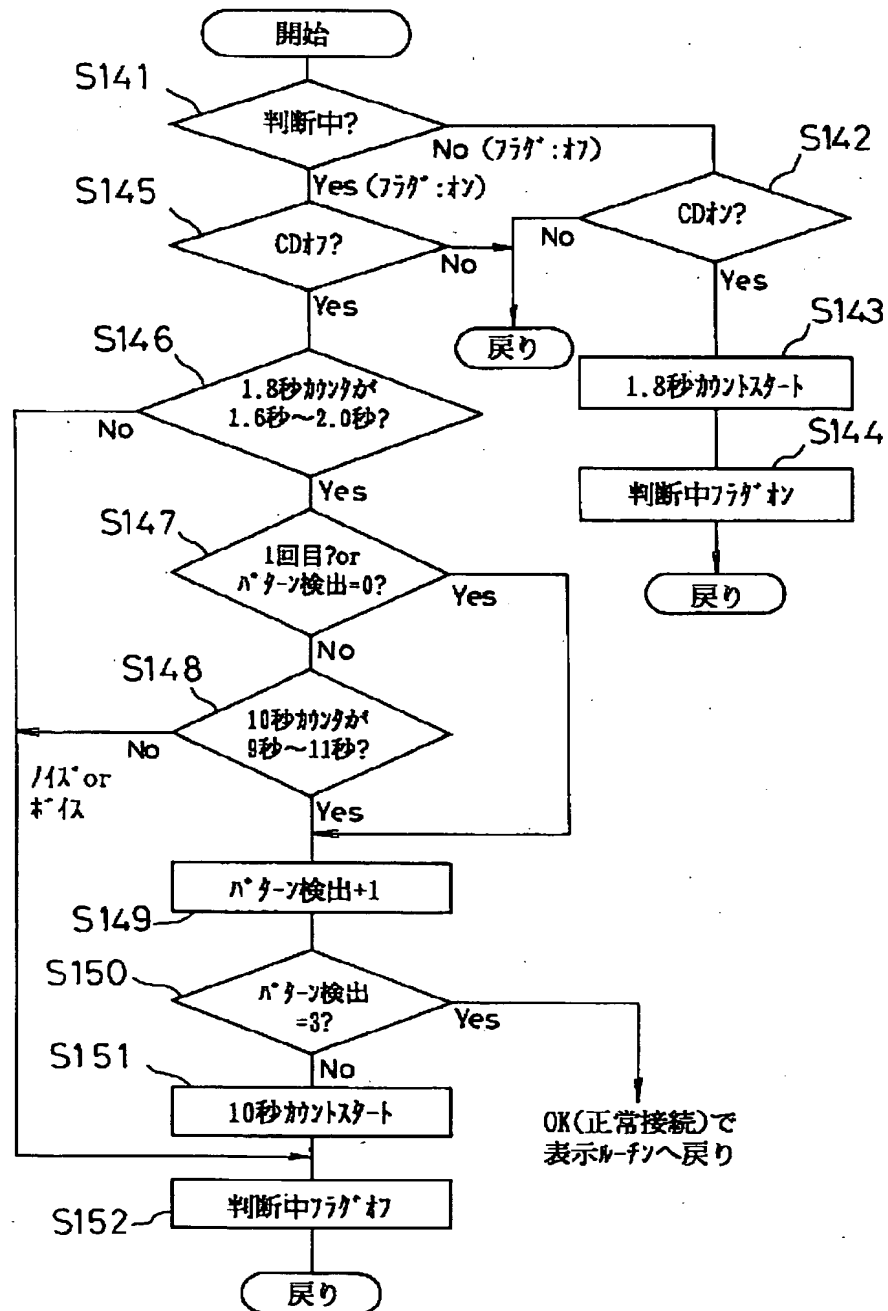 開始
S141
判断中?
No (フラグ:オフ)
S142
Yes (フラグ:オン)
S145
CDオフ?
No
CDオン?
No
Yes
Yes
戻り
S143
1.8秒カウントスタート
S146
1.8秒カウンタが
1.6秒～2.0秒?
No
S144
判断中フラグオン
Yes
戻り
S147
1回目?or
パターン検出=0?
Yes
No
S148
10秒カウンタが
9秒～11秒?
No
ノイズor
ボイス
Yes
パターン検出+1
S149
S150
パターン検出
=3?
Yes
No
S151
10秒カウントスタート
OK(正常接続)で
表示ルーチンへ戻り
判断中フラグオフ
S152
戻り